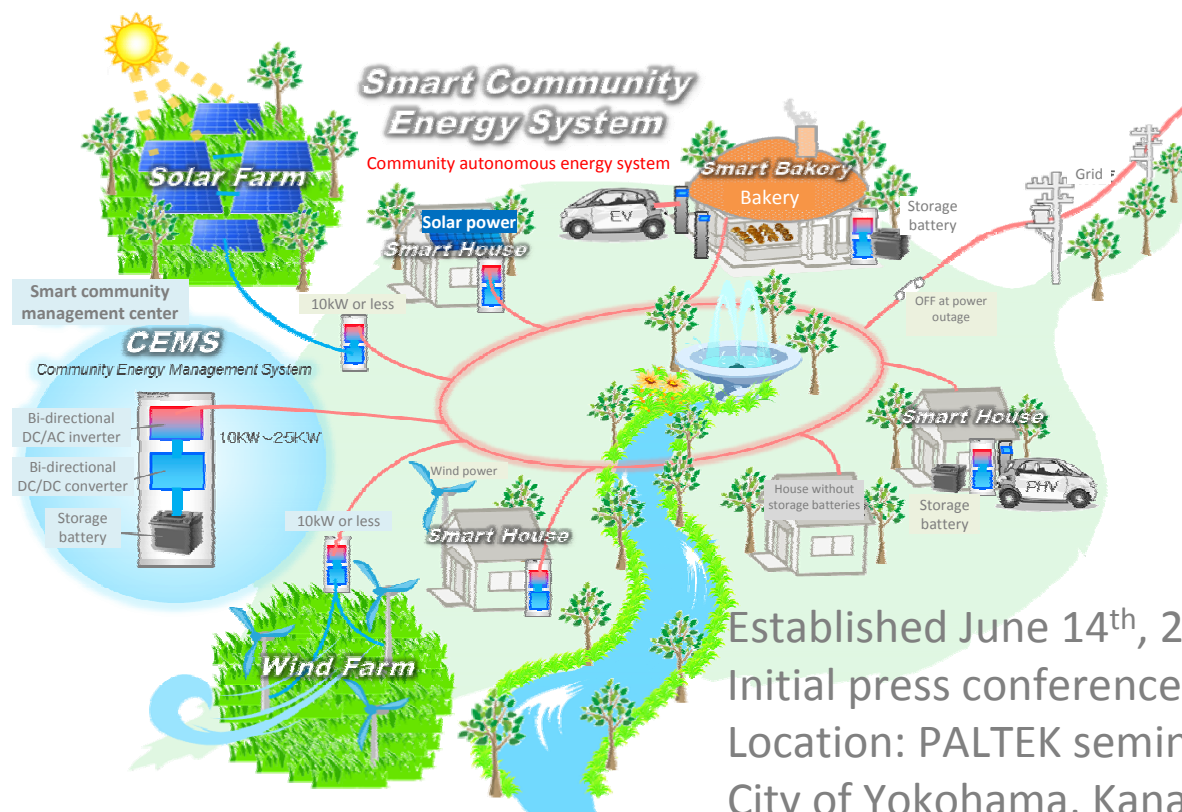 Smart Community
Energy System
Community autonomous energy system
Solar Farm
Smart Bakery
Bakery
Grid
EV
Solar power
Smart House
Storage
battery
Smart community
management center
10kW or less
OFF at power
outage
CEMS
Community Energy Management System
Bi-directional
DC/AC inverter
10KW~25KW
Bi-directional
DC/DC converter
Storage
battery
Smart House
PHV
Storage
battery
House without
storage batteries
Wind power
10kW or less
Smart House
Wind Farm
Established June 14th, 2
Initial press conference
Location: PALTEK semin
City of Yokohama, Kana